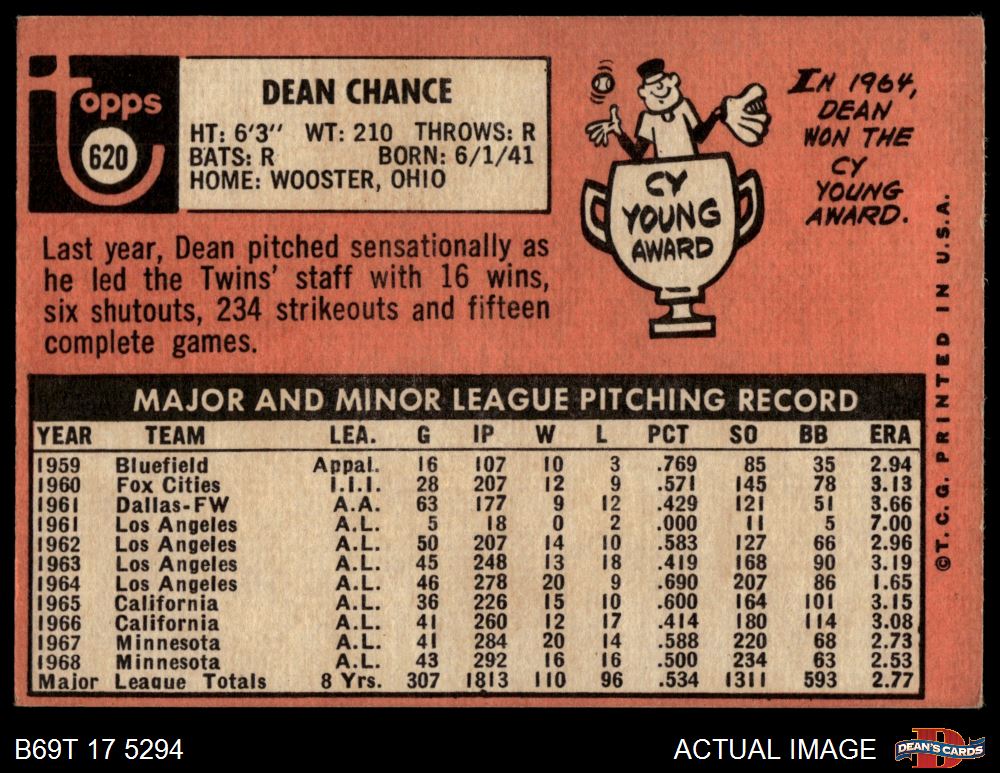 Topps
620
DEAN CHANCE
HT: 6'3" WT: 210 THROWS: R
BATS: R BORN: 6/1/41
HOME: WOOSTER, OHIO
Last year, Dean pitched sensationally as
he led the Twins' staff with 16 wins,
six shutouts, 234 strikeouts and fifteen
complete games.
CY
YOUNG
AWARD
IN 1964,
DEAN
WON THE
CY
YOUNG
AWARD.
©T.C.G. PRINTED IN U.S.A.
MAJOR AND MINOR LEAGUE PITCHING RECORD
YEAR TEAM LEA. G IP W L PCT SO BB ERA
1959 Bluefield Appal. 16 107 10 3 .769 85 35 2.94
1960 Fox Cities I.I.I. 28 207 12 9 .571 145 78 3.13
1961 Dallas-FW A.A. 63 177 9 12 .429 121 51 3.66
1961 Los Angeles A.L. 5 18 0 2 .000 11 5 7.00
1962 Los Angeles A.L. 50 207 14 10 .583 127 66 2.96
1963 Los Angeles A.L. 45 248 13 18 .419 168 90 3.19
1964 Los Angeles A.L. 46 278 20 9 .690 207 86 1.65
1965 California A.L. 36 226 15 10 .600 164 101 3.15
1966 California A.L. 41 260 12 17 .414 180 114 3.08
1967 Minnesota A.L. 41 284 20 14 .588 220 68 2.73
1968 Minnesota A.L. 43 292 16 16 .500 234 63 2.53
Major League Totals 8 Yrs. 307 1813 110 96 .534 1311 593 2.77
B69T 17 5294
ACTUAL IMAGE
DEAN'S CARDS